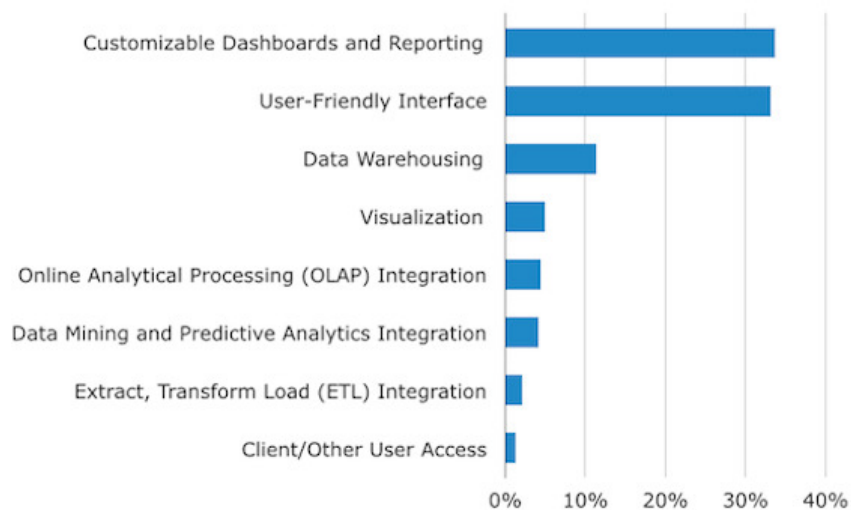 Customizable Dashboards and Reporting
User-Friendly Interface
Data Warehousing
Visualization
Online Analytical Processing (OLAP) Integration
Data Mining and Predictive Analytics Integration
Extract, Transform Load (ETL) Integration
Client/Other User Access
0% 10% 20% 30% 40%